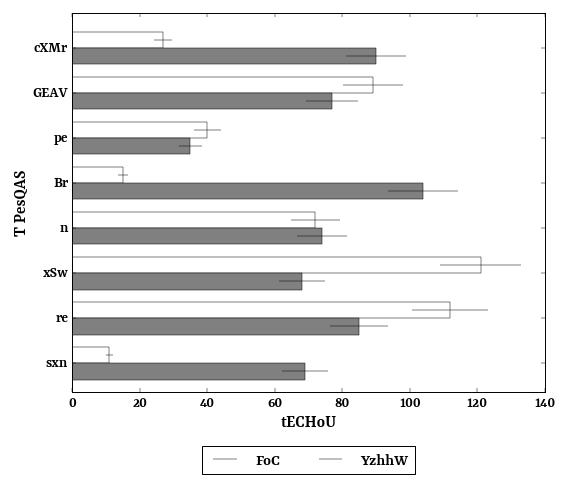 cXMr
GEAV
pe
Br
n
xSw
re
sxn
T PesQAS
0 20 40 60 80 100 120 140
tECHoU
FoC YzhhW